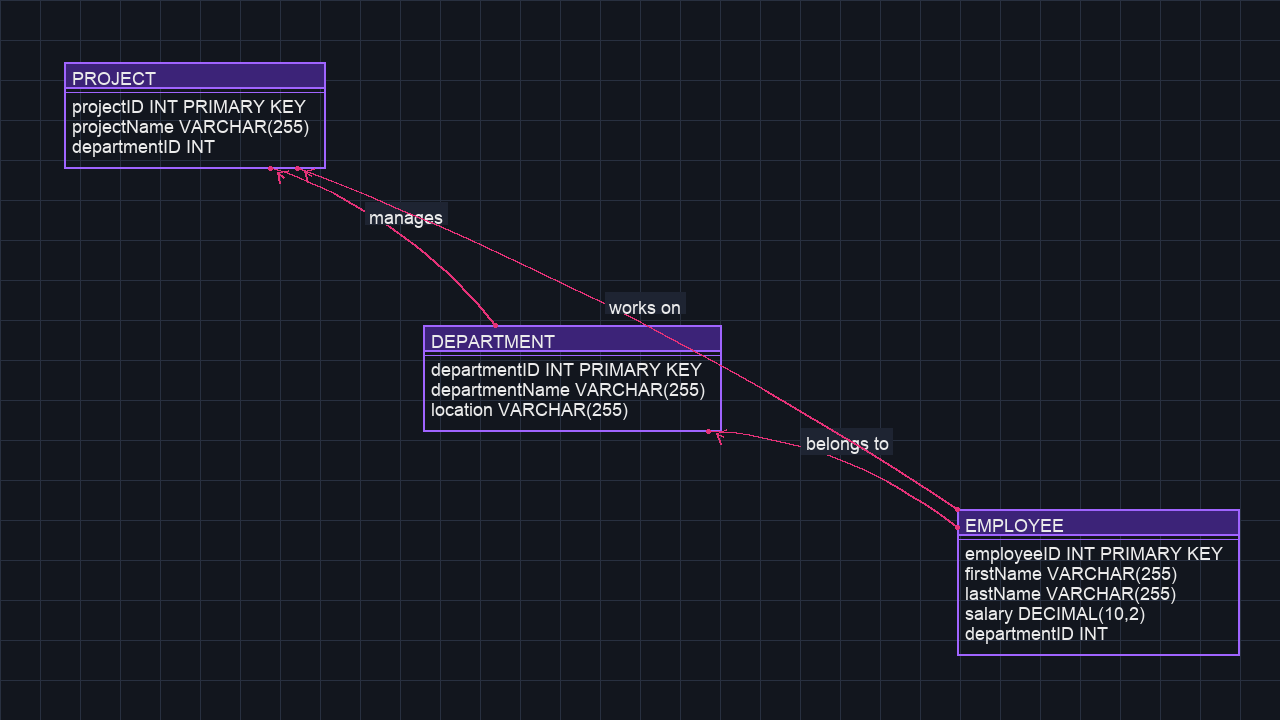 PROJECT
projectID INT PRIMARY KEY
projectName VARCHAR(255)
departmentID INT
manages
works on
DEPARTMENT
departmentID INT PRIMARY KEY
departmentName VARCHAR(255)
location VARCHAR(255)
belongs to
EMPLOYEE
employeeID INT PRIMARY KEY
firstName VARCHAR(255)
lastName VARCHAR(255)
salary DECIMAL(10,2)
departmentID INT